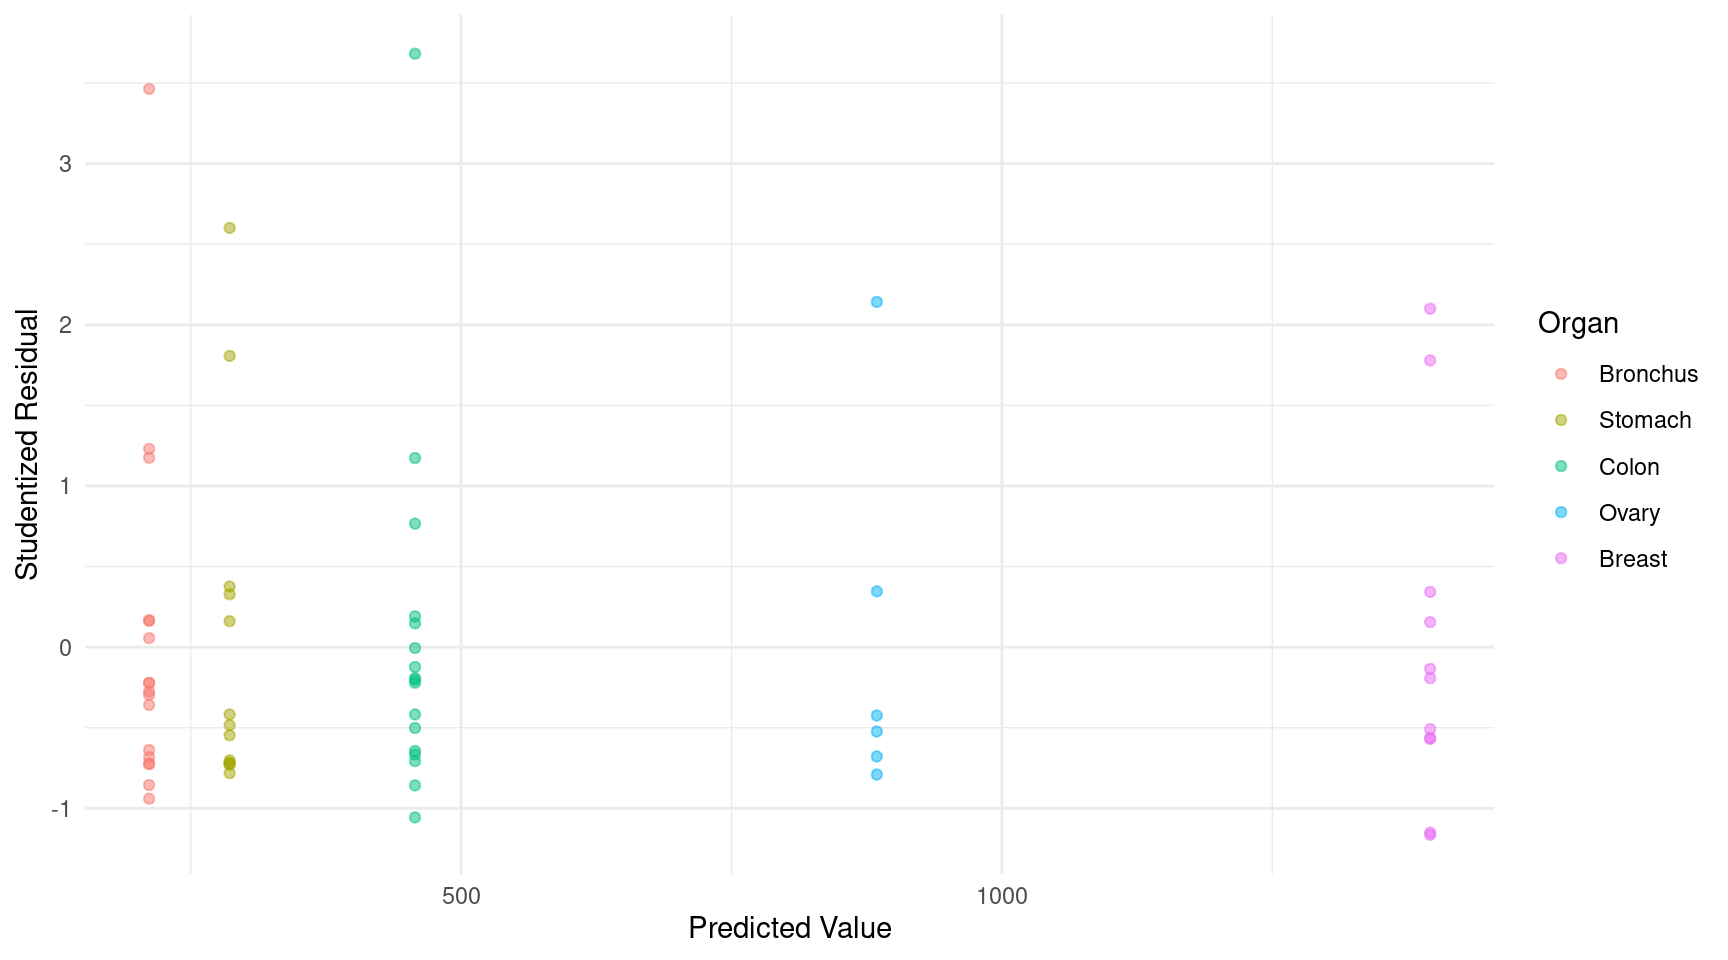 Studentized Residual
3
2
1
0
-1
500
1000
Predicted Value
Organ
Bronchus
Stomach
Colon
Ovary
Breast